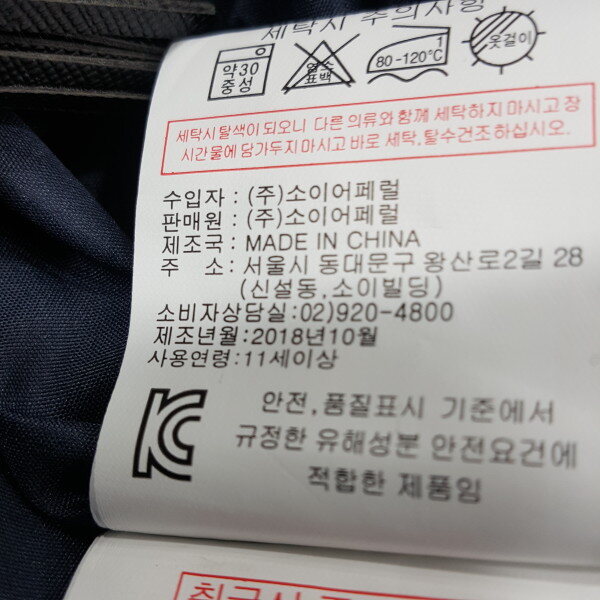 세탁시 주의사항
약30
중성
염소
표백
1
80-120℃
옷걸이
세탁시 탈색이 되오니 다른 의류와 함께 세탁하지 마시고 장
시간 물에 당가두지 마시고 바로 세탁, 탈수건조하십시오.
수입자 : (주)소이어페럴
판매원 : (주)소이어페럴
제조국 : MADE IN CHINA
주 소 : 서울시 동대문구 왕산로2길 28
(신설동,소이빌딩)
소비자상담실:02)920-4800
제조년월:2018년10월
사용연령:11세이상
안전,품질표시 기준에서
규정한 유해성분 안전요건에
적합한 제품임